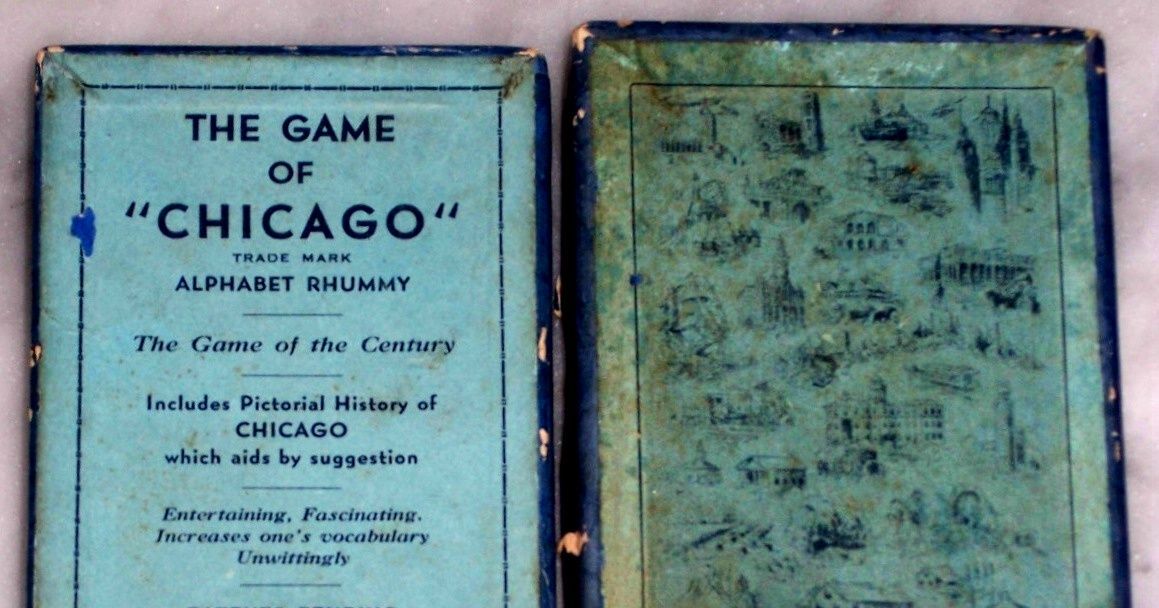 THE GAME
OF
"CHICAGO"
TRADE MARK
ALPHABET RHUMMY
The Game of the Century
Includes Pictorial History of
CHICAGO
which aids by suggestion
Entertaining, Fascinating.
Increases one's vocabulary
Unwittingly